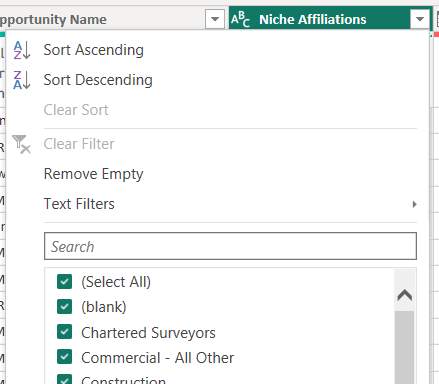 pportunity Name
ABC Niche Affiliations
Sort Ascending
Sort Descending
Clear Sort
Clear Filter
Remove Empty
Text Filters
Search
(Select All)
(blank)
Chartered Surveyors
Commercial - All Other
Construction